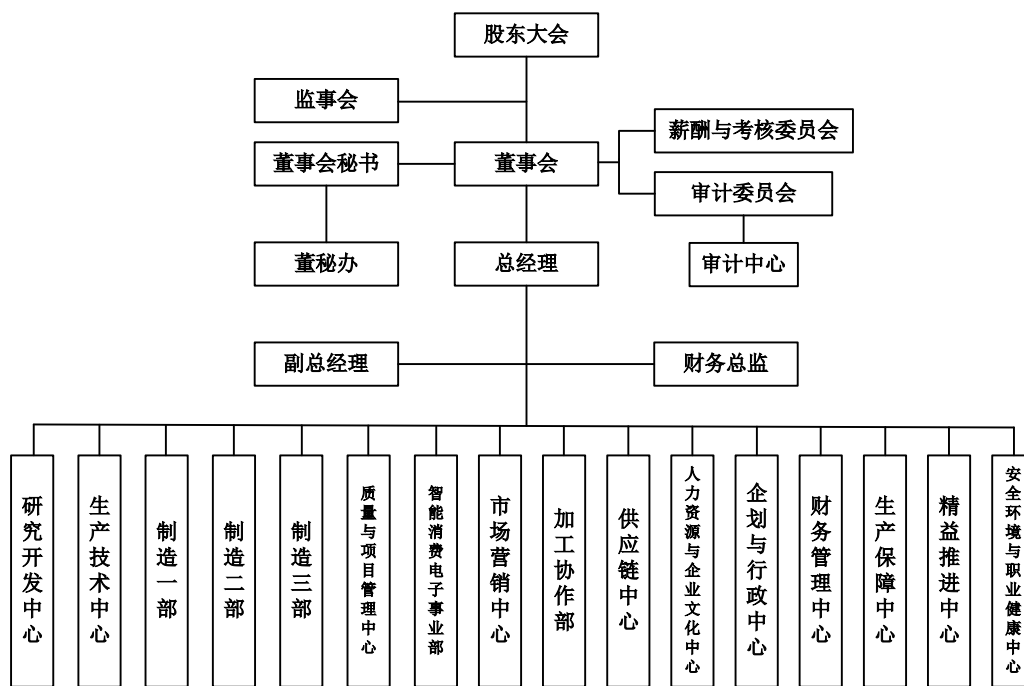 股东大会
监事会
薪酬与考核委员会
董事会秘书
董事会
审计委员会
董秘办
总经理
审计中心
副总经理
财务总监
研究开发中心
生产技术中心
制造一部
制造二部
制造三部
质量与项目管理中心
智能消费电子事业部
市场营销中心
加工协作部
供应链中心
人力资源与企业文化中心
企划与行政中心
财务管理中心
生产保障中心
精益推进中心
安全环境与职业健康中心